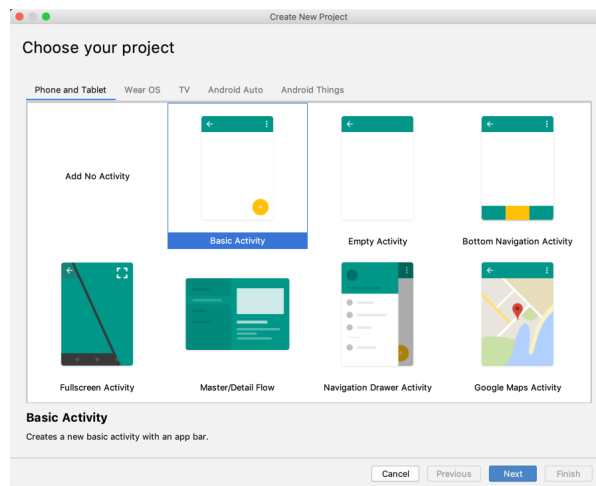 Create New Project
Choose your project
Phone and Tablet Wear OS TV Android Auto Android Things
Add No Activity
Basic Activity Empty Activity Bottom Navigation Activity
Fullscreen Activity Master/Detail Flow Navigation Drawer Activity Google Maps Activity
Basic Activity
Creates a new basic activity with an app bar.
Cancel Previous Next Finish